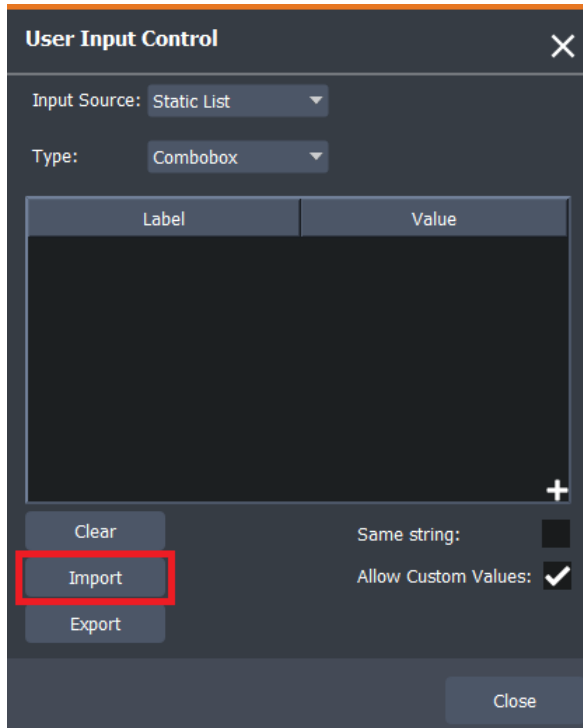 User Input Control
Input Source: Static List
Type: Combobox
Label Value
Clear Same string:
Import Allow Custom Values:
Export
Close